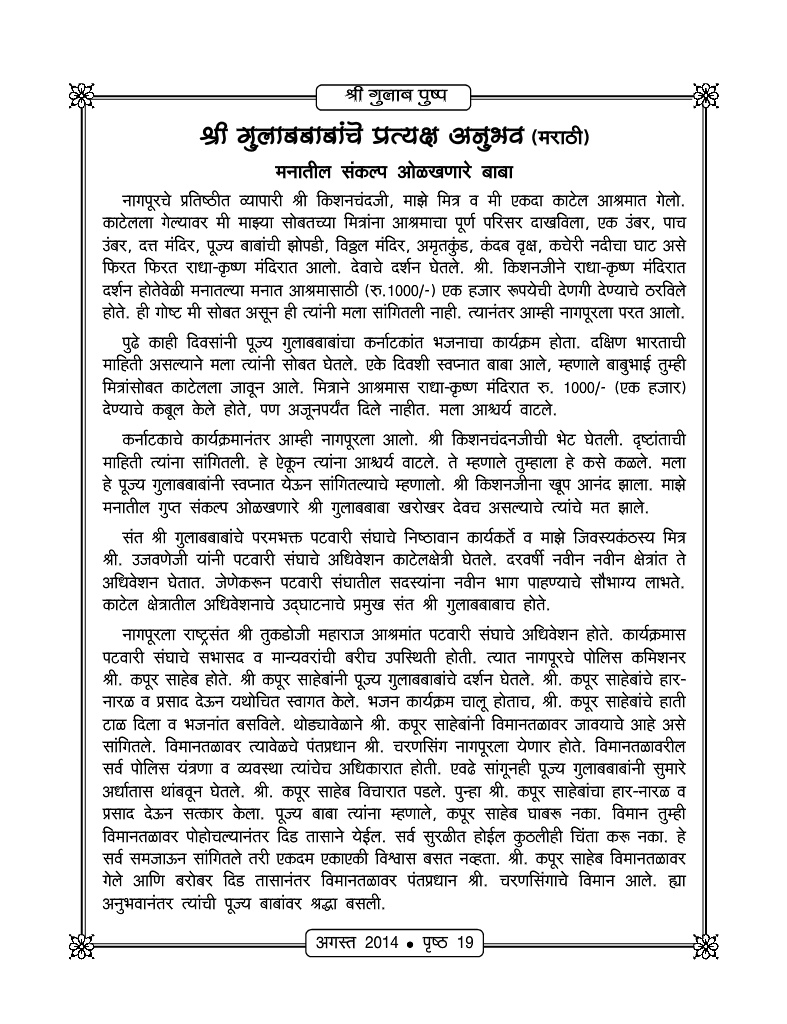 श्री गुलाब पुष्प
श्री गुलाबबाबांचे प्रत्यक्ष अनुभव (मराठी)
मनातील संकल्प ओळखणारे बाबा
नागपूरचे प्रतिष्ठीत व्यापारी श्री किशनचंदजी, माझे मित्र व मी एकदा काटेल आश्रमात गेलो.
काटेलला गेल्यावर मी माझ्या सोबतच्या मित्रांना आश्रमाचा पूर्ण परिसर दाखविला, एक उंबर, पाच
उंबर, दत्त मंदिर, पूज्य बाबांची झोपडी, विठ्ठल मंदिर, अमृतकुंड, कंदब वृक्ष, कचेरी नदीचा घाट असे
फिरत फिरत राधा-कृष्ण मंदिरात आलो. देवाचे दर्शन घेतले. श्री. किशनजीने राधा-कृष्ण मंदिरात
दर्शन होतेवेळी मनातल्या मनात आश्रमासाठी (रु.1000/-) एक हजार रूपयेची देणगी देण्याचे ठरविले
होते. ही गोष्ट मी सोबत असून ही त्यांनी मला सांगितली नाही. त्यानंतर आम्ही नागपूरला परत आलो.
पुढे काही दिवसांनी पूज्य गुलाबबाबांचा कर्नाटकांत भजनाचा कार्यक्रम होता. दक्षिण भारताची
माहिती असल्याने मला त्यांनी सोबत घेतले. एके दिवशी स्वप्नात बाबा आले, म्हणाले बाबुभाई तुम्ही
मित्रांसोबत काटेलला जावून आले. मित्राने आश्रमास राधा-कृष्ण मंदिरात रु. 1000/- (एक हजार)
देण्याचे कबूल केले होते, पण अजूनपर्यंत दिले नाहीत. मला आश्चर्य वाटले.
कर्नाटकाचे कार्यक्रमानंतर आम्ही नागपूरला आलो. श्री किशनचंदनजीची भेट घेतली. दृष्टांताची
माहिती त्यांना सांगितली. हे ऐकून त्यांना आश्चर्य वाटले. ते म्हणाले तुम्हाला हे कसे कळले. मला
हे पूज्य गुलाबबाबांनी स्वप्नात येऊन सांगितल्याचे म्हणालो. श्री किशनजीना खूप आनंद झाला. माझे
मनातील गुप्त संकल्प ओळखणारे श्री गुलाबबाबा खरोखर देवच असल्याचे त्यांचे मत झाले.
संत श्री गुलाबबाबांचे परमभक्त पटवारी संघाचे निष्ठावान कार्यकर्ते व माझे जिवस्यकंठस्य मित्र
श्री. उजवणेजी यांनी पटवारी संघाचे अधिवेशन काटेलक्षेत्री घेतले. दरवर्षी नवीन नवीन क्षेत्रांत ते
अधिवेशन घेतात. जेणेकरून पटवारी संघातील सदस्यांना नवीन भाग पाहण्याचे सौभाग्य लाभते.
काटेल क्षेत्रातील अधिवेशनाचे उद्‌घाटनाचे प्रमुख संत श्री गुलाबबाबाच होते.
नागपूरला राष्ट्रसंत श्री तुकडोजी महाराज आश्रमांत पटवारी संघाचे अधिवेशन होते. कार्यक्रमास
पटवारी संघाचे सभासद व मान्यवरांची बरीच उपस्थिती होती. त्यात नागपूरचे पोलिस कमिशनर
श्री. कपूर साहेब होते. श्री कपूर साहेबांनी पूज्य गुलाबबाबांचे दर्शन घेतले. श्री. कपूर साहेबांचे हार-
नारळ व प्रसाद देऊन यथोचित स्वागत केले. भजन कार्यक्रम चालू होताच, श्री. कपूर साहेबांचे हाती
टाळ दिला व भजनांत बसविले. थोड्यावेळाने श्री. कपूर साहेबांनी विमानतळावर जावयाचे आहे असे
सांगितले. विमानतळावर त्यावेळचे पंतप्रधान श्री. चरणसिंग नागपूरला येणार होते. विमानतळावरील
सर्व पोलिस यंत्रणा व व्यवस्था त्यांचेच अधिकारात होती. एवढे सांगूनही पूज्य गुलाबबाबांनी सुमारे
अर्धातास थांबवून घेतले. श्री. कपूर साहेब विचारात पडले. पुन्हा श्री. कपूर साहेबांचा हार-नारळ व
प्रसाद देऊन सत्कार केला. पूज्य बाबा त्यांना म्हणाले, कपूर साहेब घाबरू नका. विमान तुम्ही
विमानतळावर पोहोचल्यानंतर दिड तासाने येईल. सर्व सुरळीत होईल कुठलीही चिंता करू नका. हे
सर्व समजाऊन सांगितले तरी एकदम एकाएकी विश्वास बसत नव्हता. श्री. कपूर साहेब विमानतळावर
गेले आणि बरोबर दिड तासानंतर विमानतळावर पंतप्रधान श्री. चरणसिंगाचे विमान आले. ह्या
अनुभवानंतर त्यांची पूज्य बाबांवर श्रद्धा बसली.
अगस्त 2014 ● पृष्ठ 19